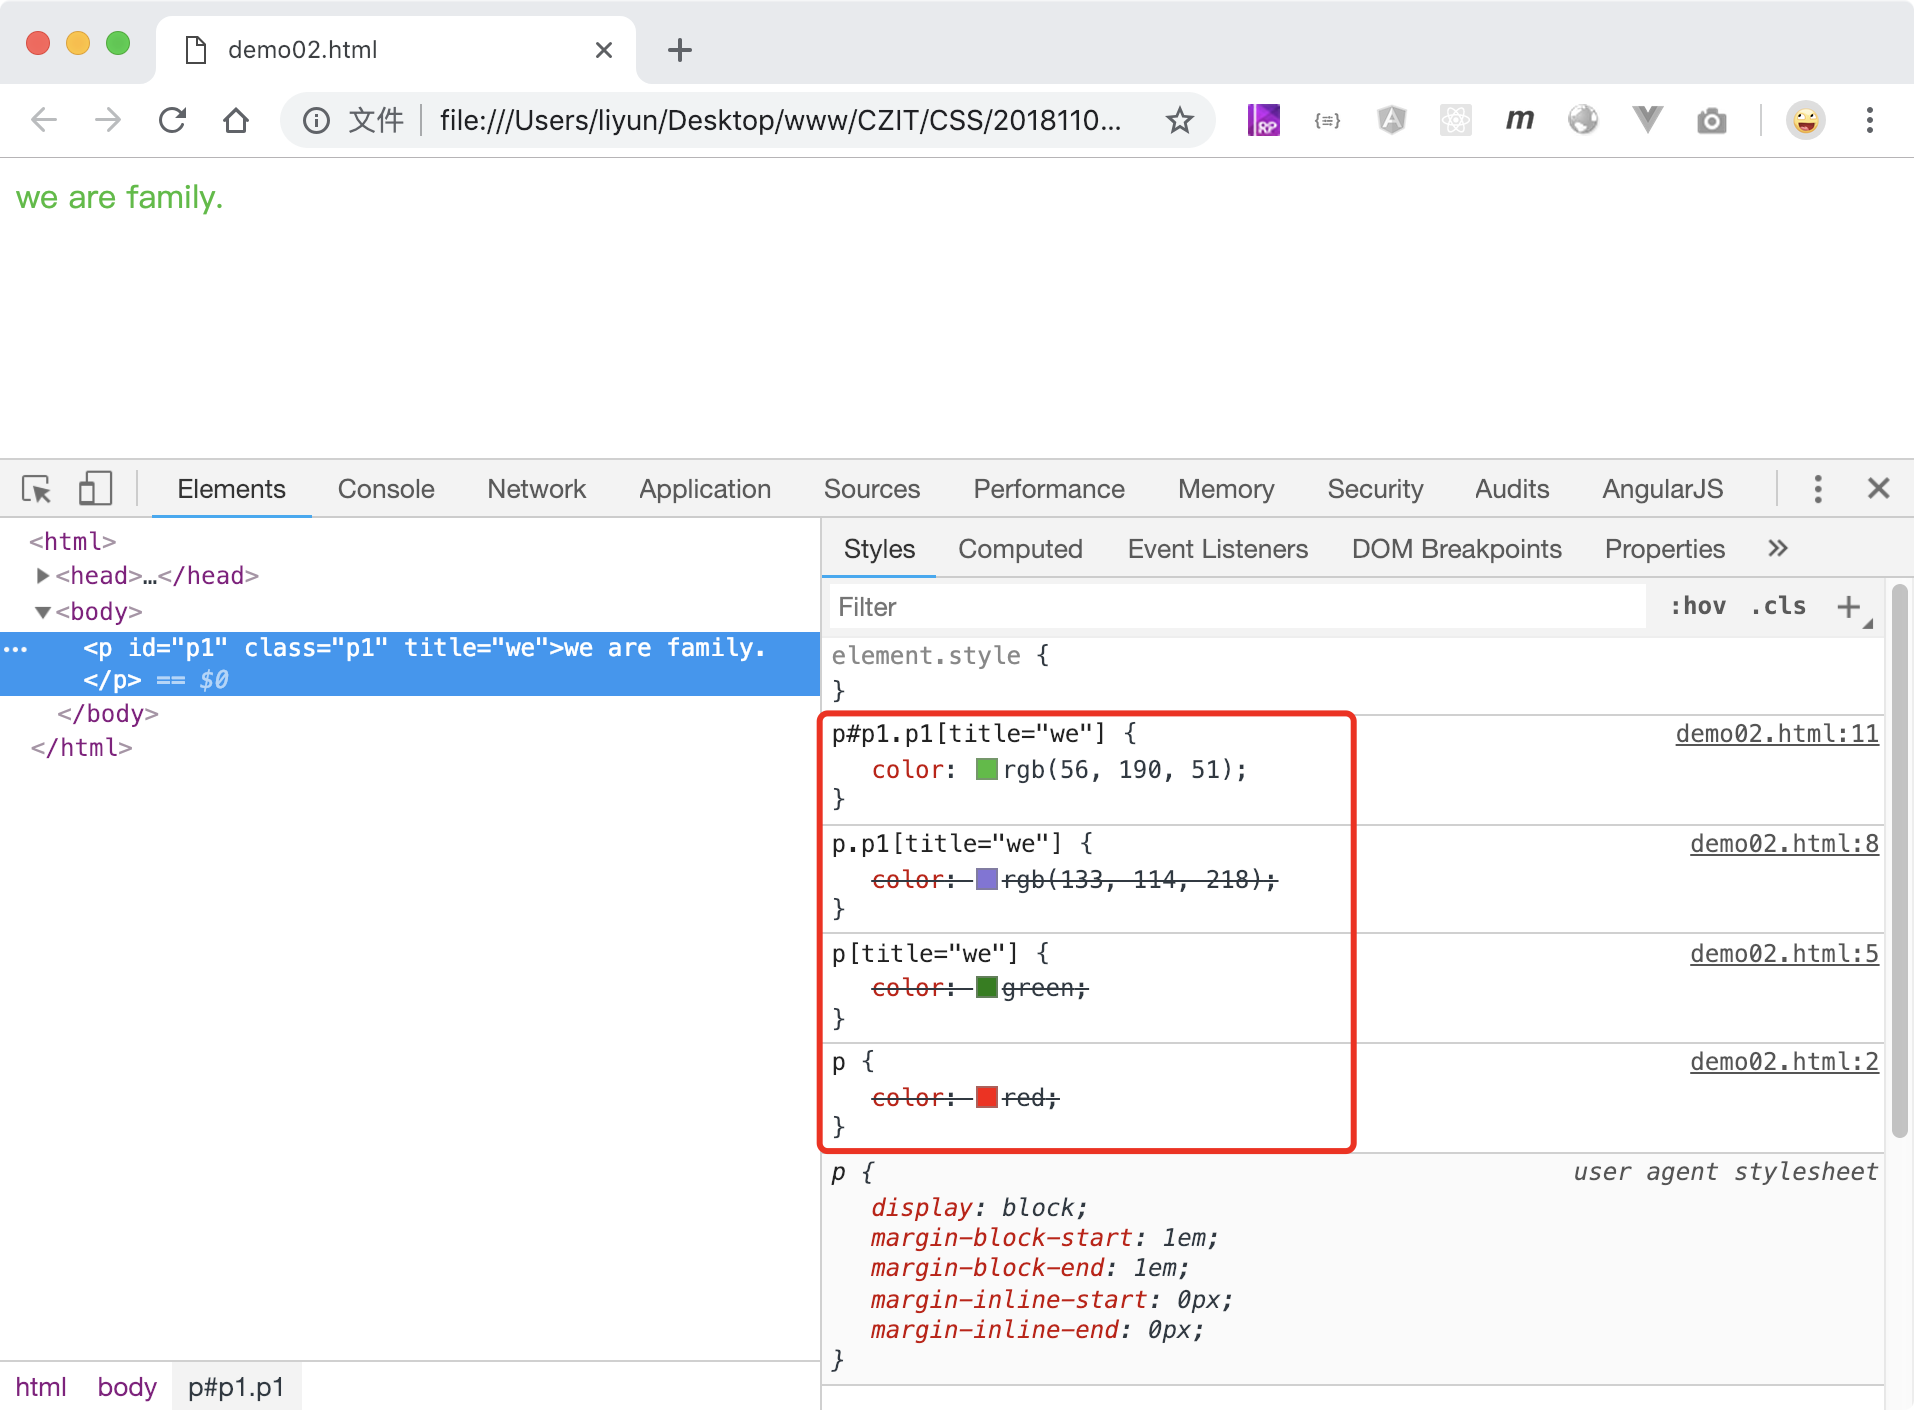 demo02.html
文件 file:///Users/liyun/Desktop/www/CZIT/CSS/2018110...
RP
m
we are family.
Elements Console Network Application Sources Performance Memory Security Audits AngularJS
<html>
<head>…</head>
<body>
<p id="p1" class="p1" title="we">we are family.
</p> == $0
</body>
</html>
html body p#p1.p1
Styles Computed Event Listeners DOM Breakpoints Properties »
Filter :hov .cls +
element.style {
}
p#p1.p1[title="we"] { demo02.html:11
color: rgb(56, 190, 51);
}
p.p1[title="we"] { demo02.html:8
color: rgb(133, 114, 218);
}
p[title="we"] { demo02.html:5
color: green;
}
p { demo02.html:2
color: red;
}
p { user agent stylesheet
display: block;
margin-block-start: 1em;
margin-block-end: 1em;
margin-inline-start: 0px;
margin-inline-end: 0px;
}